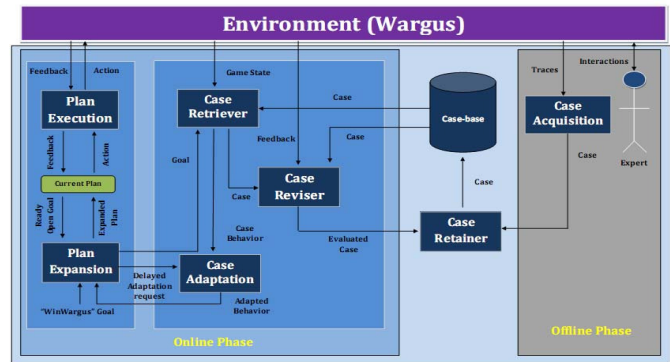 Environment (Wargus)
Feedback
Action
Game State
Traces
Interactions
Plan
Execution
Case
Retriever
Case
Case-base
Case
Acquisition
Feedback
Action
Goal
Feedback
Case
Case
Expert
Current Plan
Case
Reviser
Case
Case
Ready
Open Goal
Expanded
Plan
Case
Behavior
Evaluated
Case
Case
Retainer
Plan
Expansion
Delayed
Adaptation
request
Case
Adaptation
"WinWargus" Goal
Adapted
Behavior
Online Phase
Offline Phase